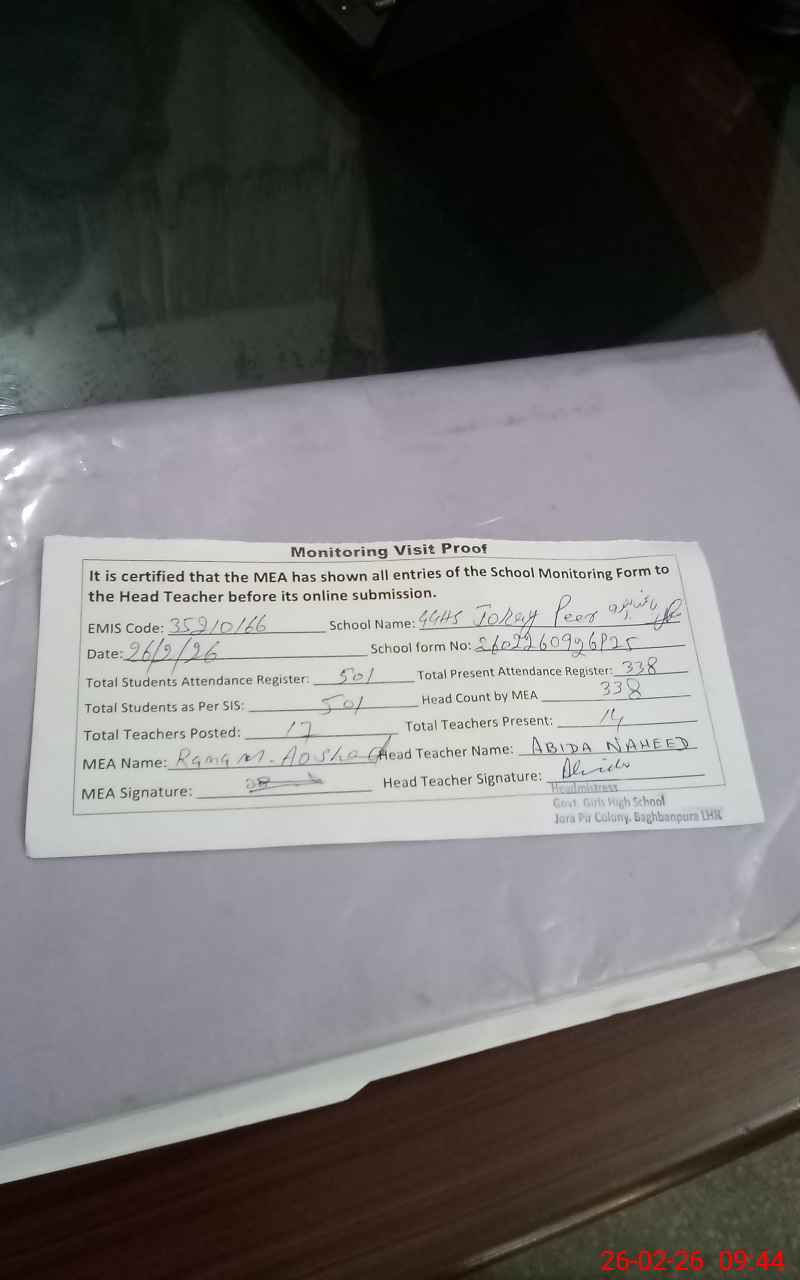 Monitoring Visit Proof
It is certified that the MEA has shown all entries of the School Monitoring Form to
the Head Teacher before its online submission.
EMIS Code: 35210166 School Name: GGHS Joray Peer
Date: 26/2/26 School form No:
Total Students Attendance Register: 501 Total Present Attendance Register: 338
Total Students as Per SIS: 501 Head Count by MEA 338
Total Teachers Posted: 17 Total Teachers Present: 14
MEA Name: Rana M. Head Teacher Name: ABIDA NAHEED
MEA Signature: Head Teacher Signature: Abida
Headmistress
Govt. Girls High School
Jora Pir Colony, Baghbanpura LHR
26-02-26 09:44